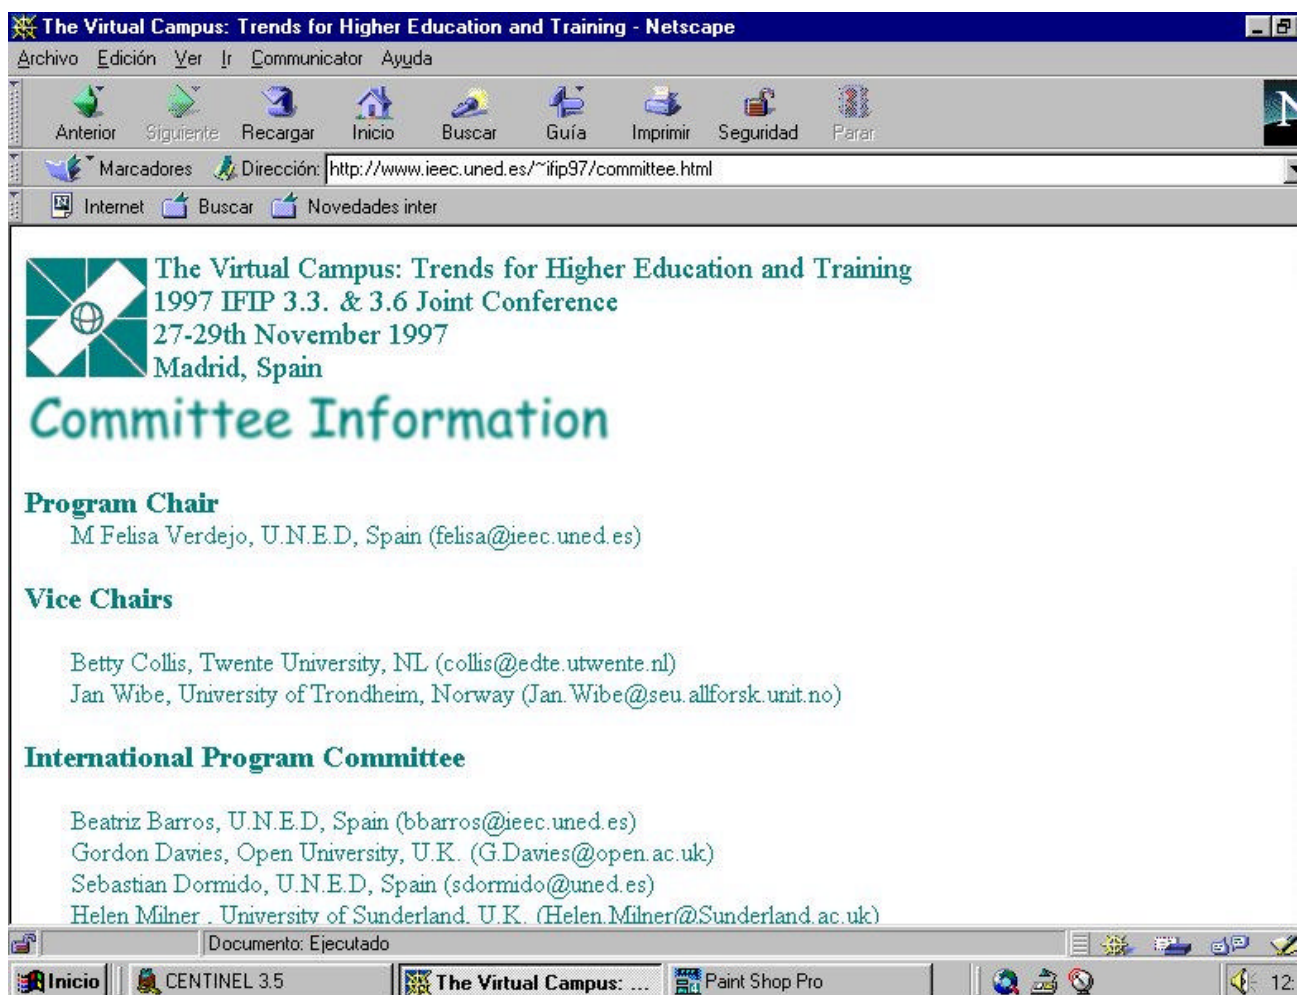 The Virtual Campus: Trends for Higher Education and Training - Netscape
Archivo Edición Ver Ir Communicator Ayuda
Anterior Siguiente Recargar Inicio Buscar Guía Imprimir Seguridad Parar
N
Marcadores Dirección: http://www.ieec.uned.es/~ifip97/committee.html
Internet Buscar Novedades inter
The Virtual Campus: Trends for Higher Education and Training
1997 IFIP 3.3. & 3.6 Joint Conference
27-29th November 1997
Madrid, Spain
Committee Information
Program Chair
M Felisa Verdejo, U.N.E.D, Spain (felisa@ieec.uned.es)
Vice Chairs
Betty Collis, Twente University, NL (collis@edte.utwente.nl)
Jan Wibe, University of Trondheim, Norway (Jan.Wibe@seu.allforsk.unit.no)
International Program Committee
Beatriz Barros, U.N.E.D, Spain (bbarros@ieec.uned.es)
Gordon Davies, Open University, U.K. (G.Davies@open.ac.uk)
Sebastian Dormido, U.N.E.D, Spain (sdormido@uned.es)
Helen Milner , University of Sunderland, U.K. (Helen.Milner@Sunderland.ac.uk)
Documento: Ejecutado
Inicio CENTINEL 3.5 The Virtual Campus: ... Paint Shop Pro 12: